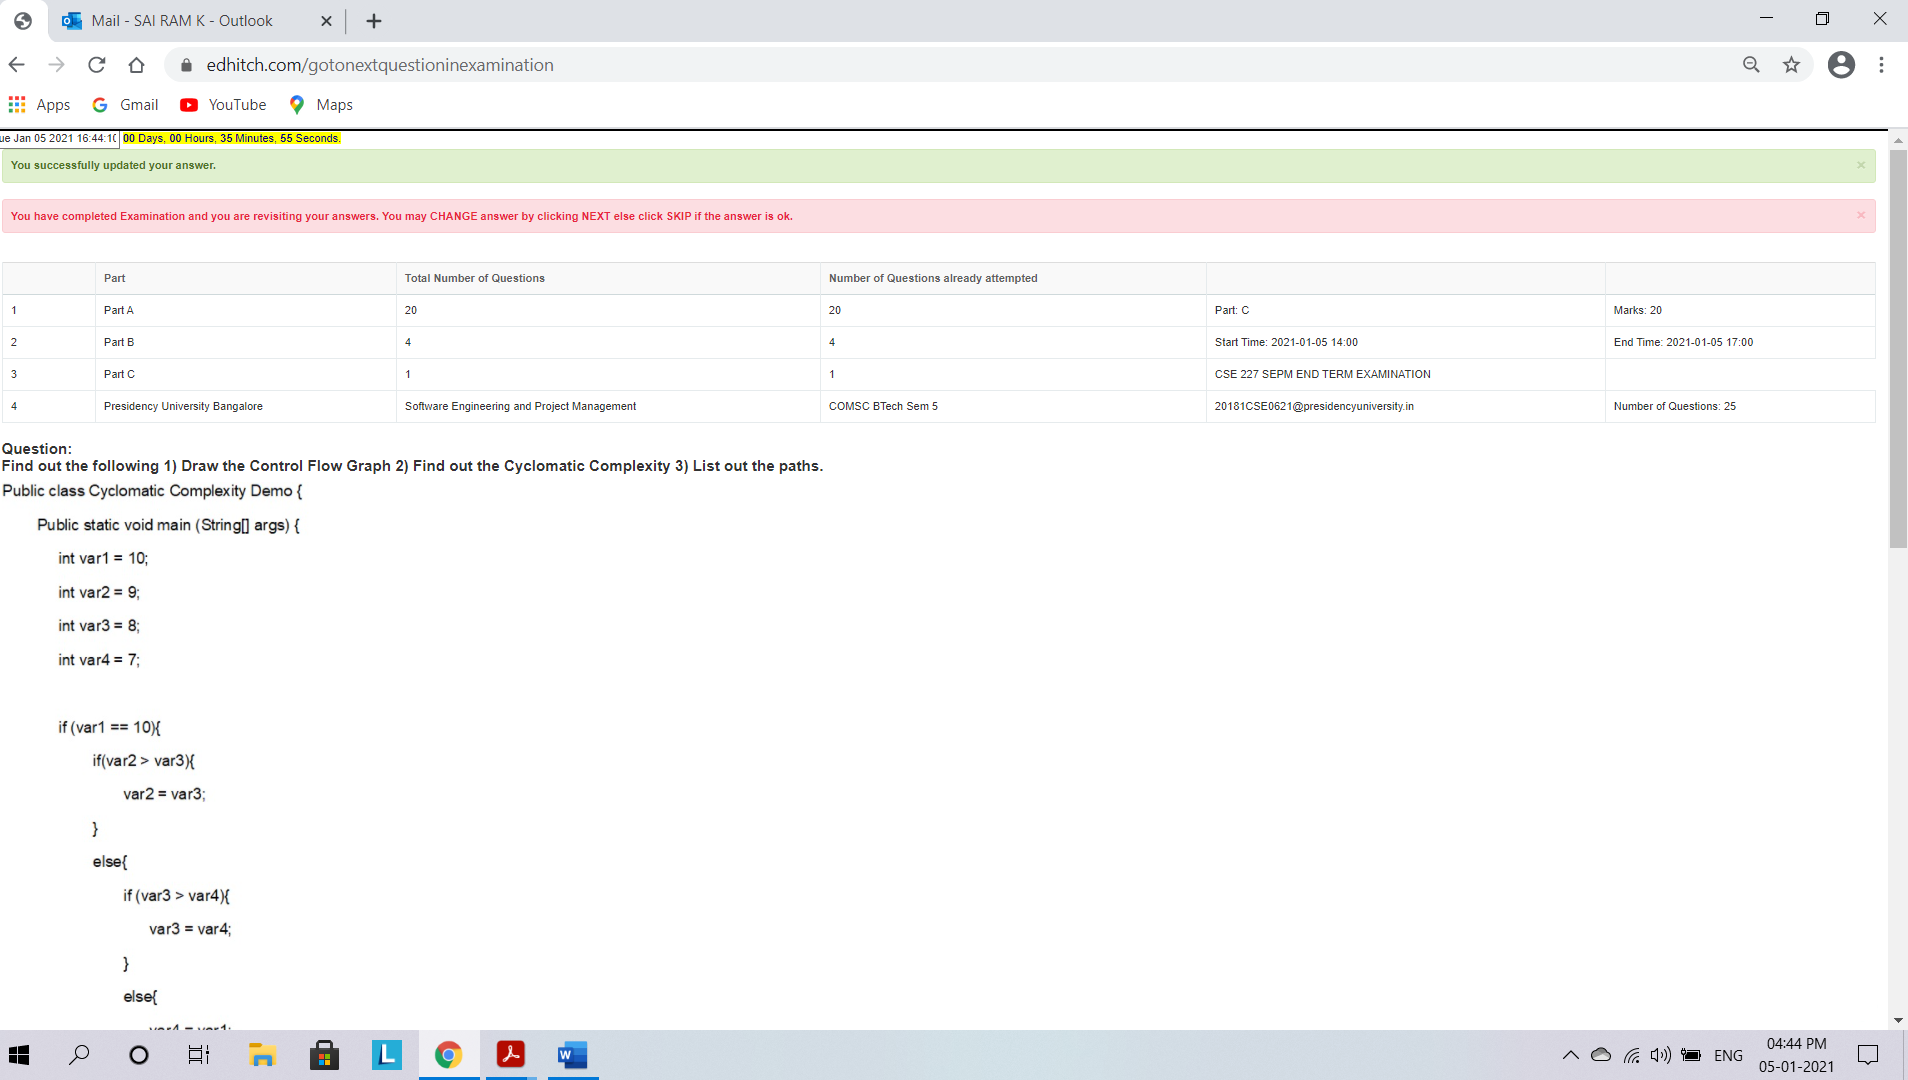 Mail - SAI RAM K - Outlook
edhitch.com/gotonextquestioninexamination
Apps Gmail YouTube Maps
ue Jan 05 2021 16:44:10 00 Days, 00 Hours, 35 Minutes, 55 Seconds.
You successfully updated your answer.
You have completed Examination and you are revisiting your answers. You may CHANGE answer by clicking NEXT else click SKIP if the answer is ok.
Part Total Number of Questions Number of Questions already attempted
1 Part A 20 20 Part: C Marks: 20
2 Part B 4 4 Start Time: 2021-01-05 14:00 End Time: 2021-01-05 17:00
3 Part C 1 1 CSE 227 SEPM END TERM EXAMINATION
4 Presidency University Bangalore Software Engineering and Project Management COMSC BTech Sem 5 20181CSE0621@presidencyuniversity.in Number of Questions: 25
Question:
Find out the following 1) Draw the Control Flow Graph 2) Find out the Cyclomatic Complexity 3) List out the paths.
Public class Cyclomatic Complexity Demo {
Public static void main (String[] args) {
int var1 = 10;
int var2 = 9;
int var3 = 8;
int var4 = 7;
if (var1 == 10){
if(var2 > var3){
var2 = var3;
}
else{
if (var3 > var4){
var3 = var4;
}
else{
var4 = var1;
ENG
04:44 PM
05-01-2021